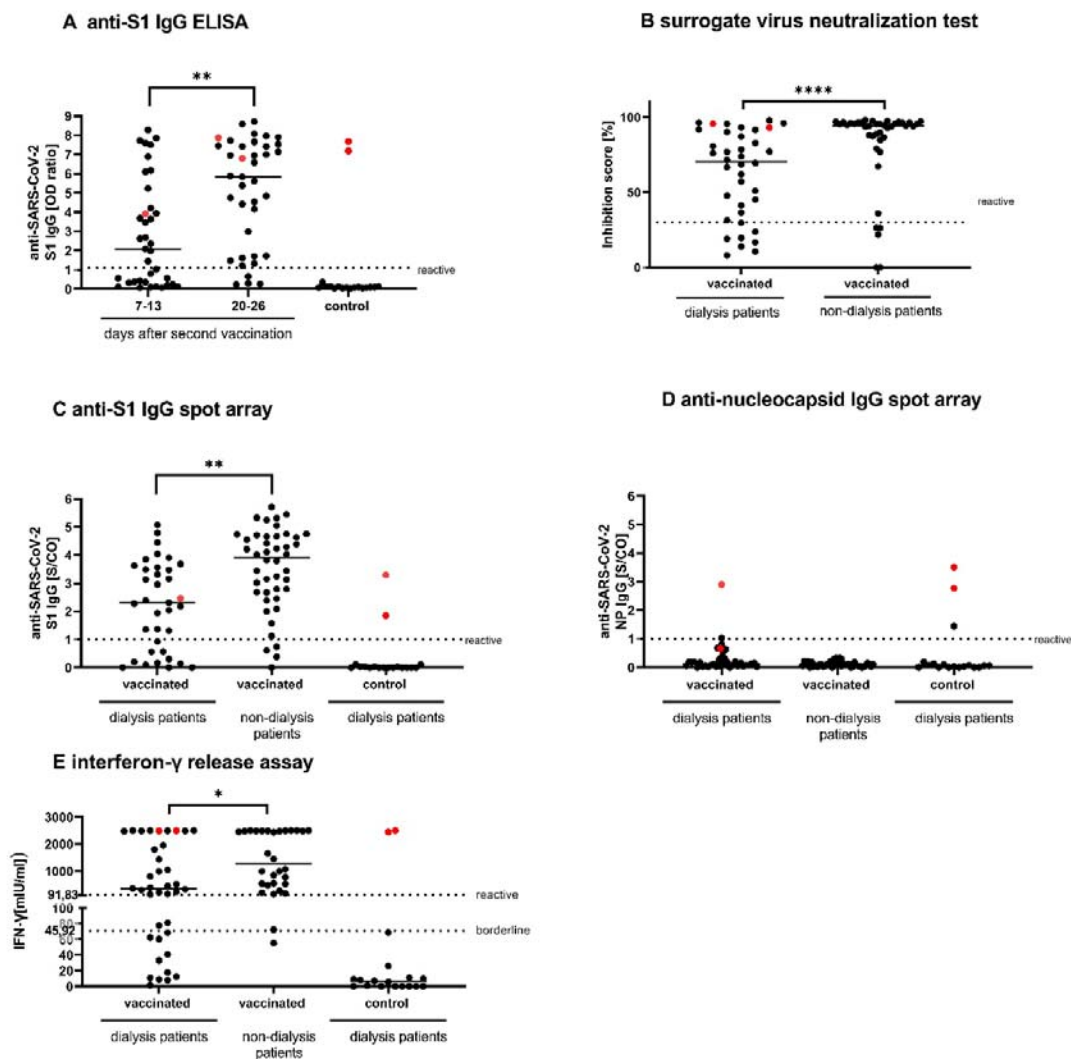 A anti-S1 IgG ELISA
**
anti-SARS-CoV-2
S1 IgG [OD ratio]
9
8
7
6
5
4
3
2
1
0
reactive
7-13
20-26
control
days after second vaccination
B surrogate virus neutralization test
****
Inhibition score [%]
100
50
0
reactive
vaccinated
vaccinated
dialysis patients
non-dialysis patients
C anti-S1 IgG spot array
**
anti-SARS-CoV-2
S1 IgG [S/CO]
6
5
4
3
2
1
0
reactive
vaccinated
vaccinated
control
dialysis patients
non-dialysis
patients
dialysis patients
D anti-nucleocapsid IgG spot array
anti-SARS-CoV-2
NP IgG [S/CO]
6
5
4
3
2
1
0
reactive
vaccinated
vaccinated
control
dialysis patients
non-dialysis
patients
dialysis patients
E interferon-γ release assay
*
IFN-γ[mIU/ml])
3000
2000
1000
91,83
reactive
100
80
45,92
borderline
60
40
20
0
vaccinated
vaccinated
control
dialysis patients
non-dialysis
patients
dialysis patients